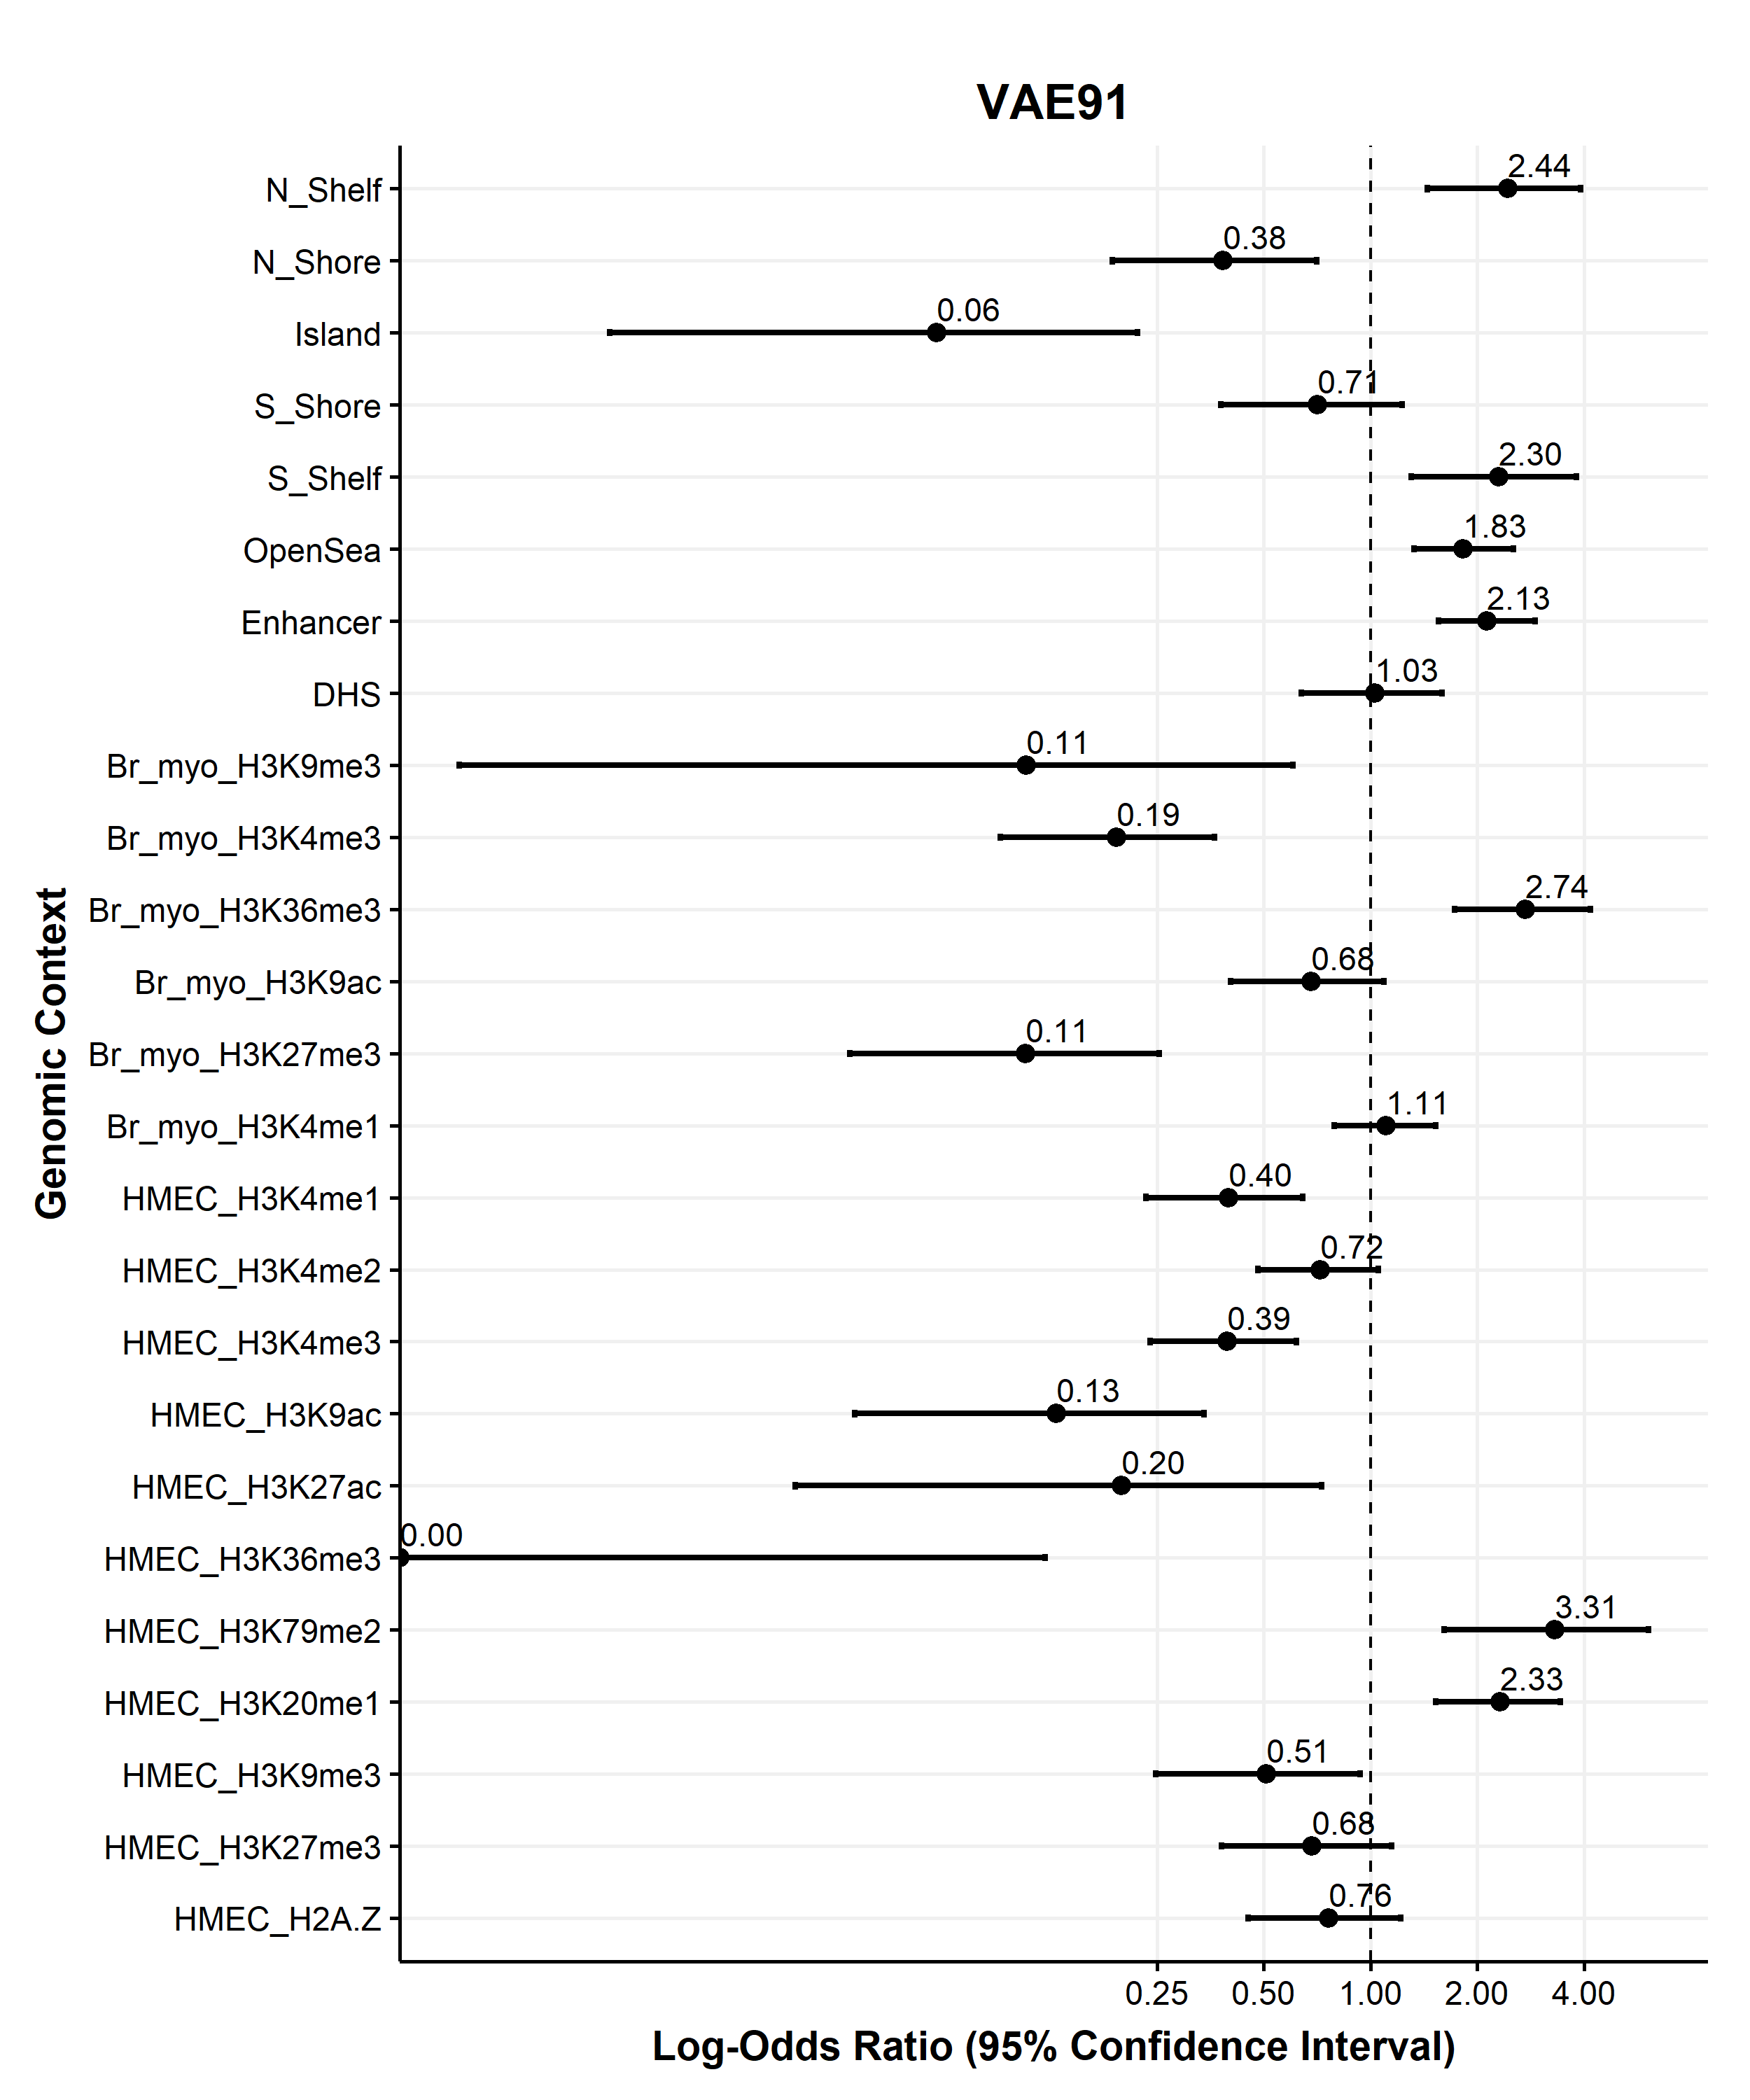 VAE91
N_Shelf 2.44
N_Shore 0.38
Island 0.06
S_Shore 0.71
S_Shelf 2.30
OpenSea 1.83
Enhancer 2.13
DHS 1.03
Br_myo_H3K9me3 0.11
Br_myo_H3K4me3 0.19
Br_myo_H3K36me3 2.74
Br_myo_H3K9ac 0.68
Br_myo_H3K27me3 0.11
Br_myo_H3K4me1 1.11
HMEC_H3K4me1 0.40
HMEC_H3K4me2 0.72
HMEC_H3K4me3 0.39
HMEC_H3K9ac 0.13
HMEC_H3K27ac 0.20
HMEC_H3K36me3 0.00
HMEC_H3K79me2 3.31
HMEC_H3K20me1 2.33
HMEC_H3K9me3 0.51
HMEC_H3K27me3 0.68
HMEC_H2A.Z 0.76
Genomic Context
0.25 0.50 1.00 2.00 4.00
Log-Odds Ratio (95% Confidence Interval)